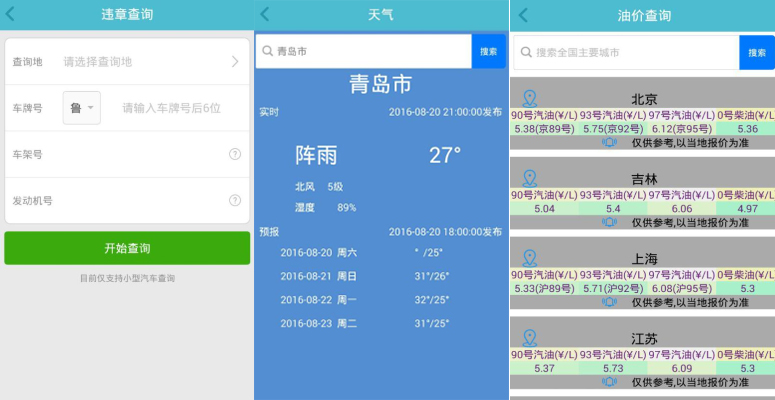 违章查询
查询地 请选择查询地
车牌号 鲁 请输入车牌号后6位
车架号 ?
发动机号 ?
开始查询
目前仅支持小型汽车查询
天气
青岛市 搜索
青岛市
实时 2016-08-20 21:00:00发布
阵雨 27°
北风 5级
湿度 89%
预报 2016-08-20 18:00:00发布
2016-08-20 周六 ° /25°
2016-08-21 周日 31°/26°
2016-08-22 周一 32°/25°
2016-08-23 周二 31°/25°
油价查询
搜索全国主要城市 搜索
北京
90号汽油(¥/L) 93号汽油(¥/L) 97号汽油(¥/L) 0号柴油(¥/L
5.38(京89号) 5.75(京92号) 6.12(京95号) 5.36
仅供参考,以当地报价为准
吉林
90号汽油(¥/L) 93号汽油(¥/L) 97号汽油(¥/L) 0号柴油(¥/L
5.04 5.4 6.06 4.97
仅供参考,以当地报价为准
上海
90号汽油(¥/L) 93号汽油(¥/L) 97号汽油(¥/L) 0号柴油(¥/L
5.33(沪89号) 5.71(沪92号) 6.08(沪95号) 5.3
仅供参考,以当地报价为准
江苏
90号汽油(¥/L) 93号汽油(¥/L) 97号汽油(¥/L) 0号柴油(¥/L
5.37 5.73 6.09 5.3
仅供参考,以当地报价为准